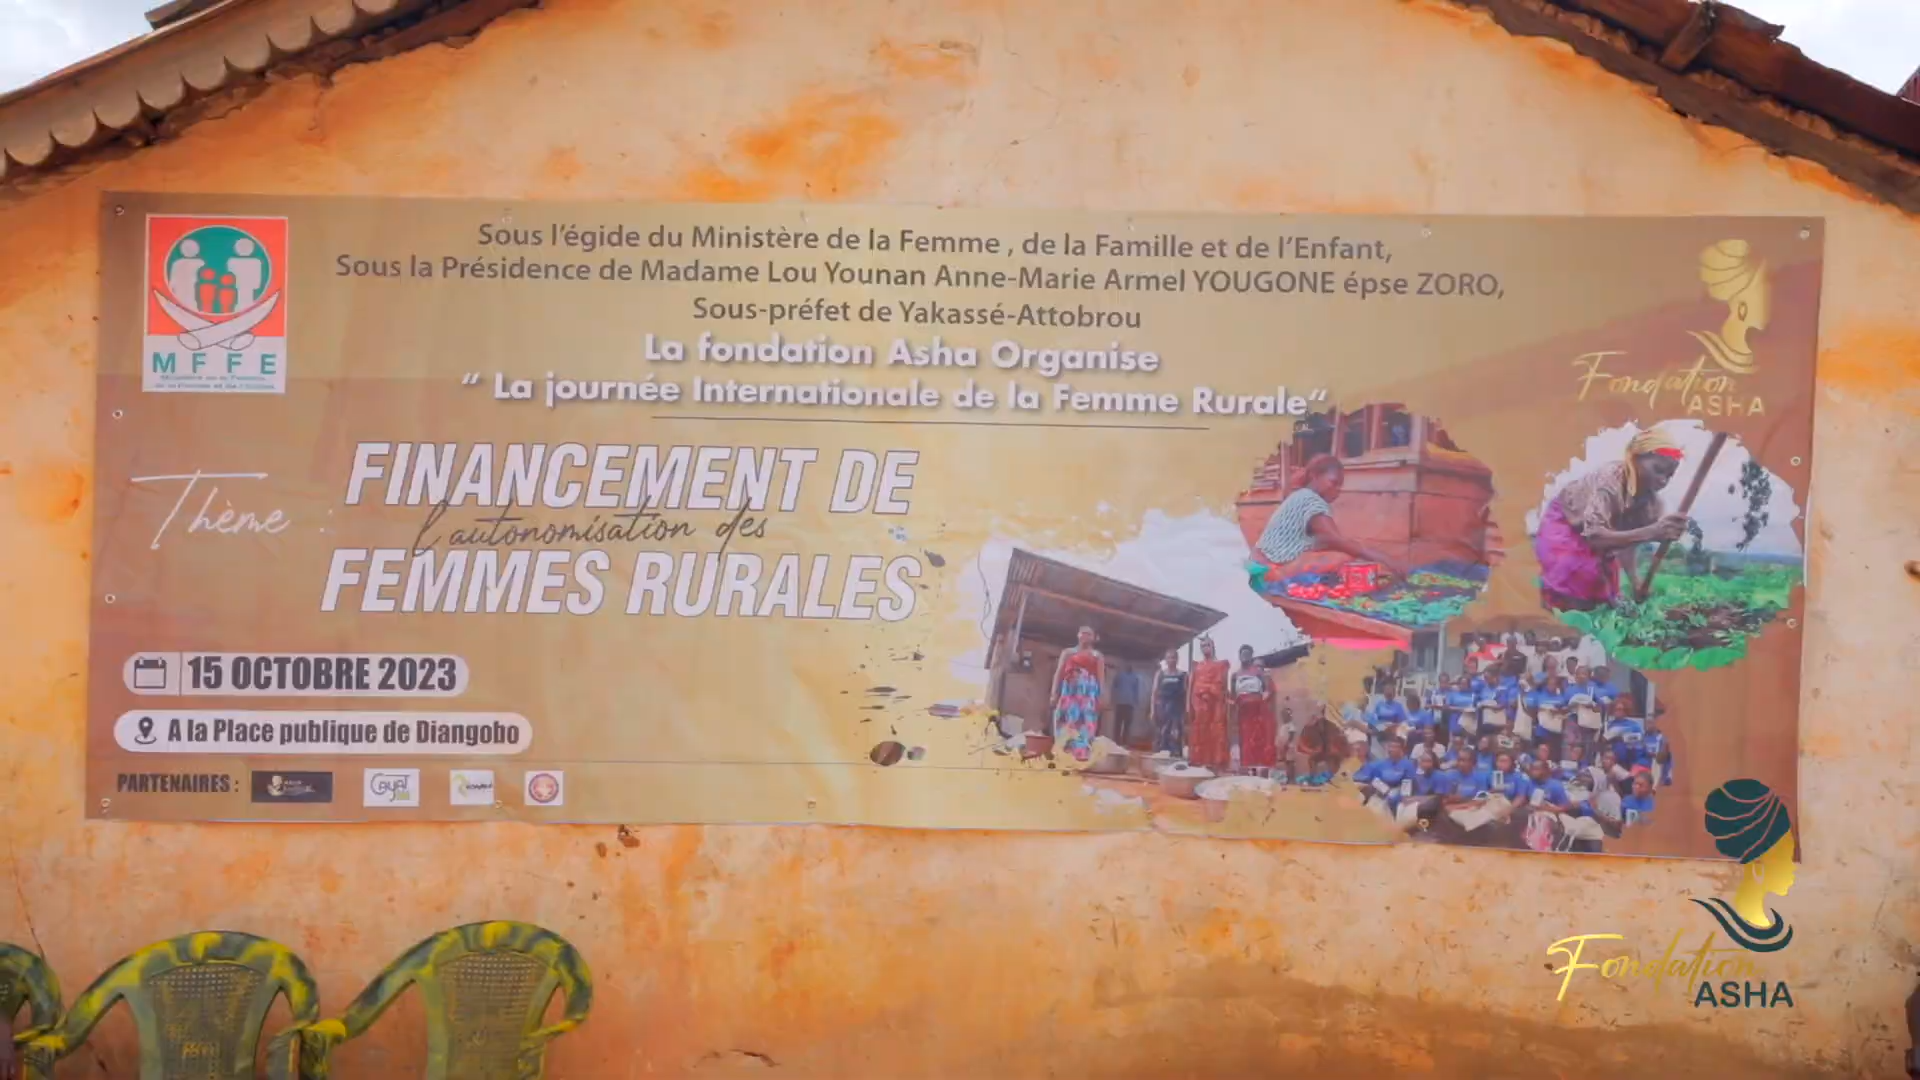 Sous l'égide du Ministère de la Femme , de la Famille et de l'Enfant,
Sous la Présidence de Madame Lou Younan Anne-Marie Armel YOUGONE épse ZORO,
Sous-préfet de Yakassé-Attobrou
La fondation Asha Organise
“ La journée Internationale de la Femme Rurale“
MFFE
Fondation
ASHA
Thème :
FINANCEMENT DE
l'autonomisation des
FEMMES RURALES
15 OCTOBRE 2023
A la Place publique de Diangobo
PARTENAIRES :
Fondation
ASHA